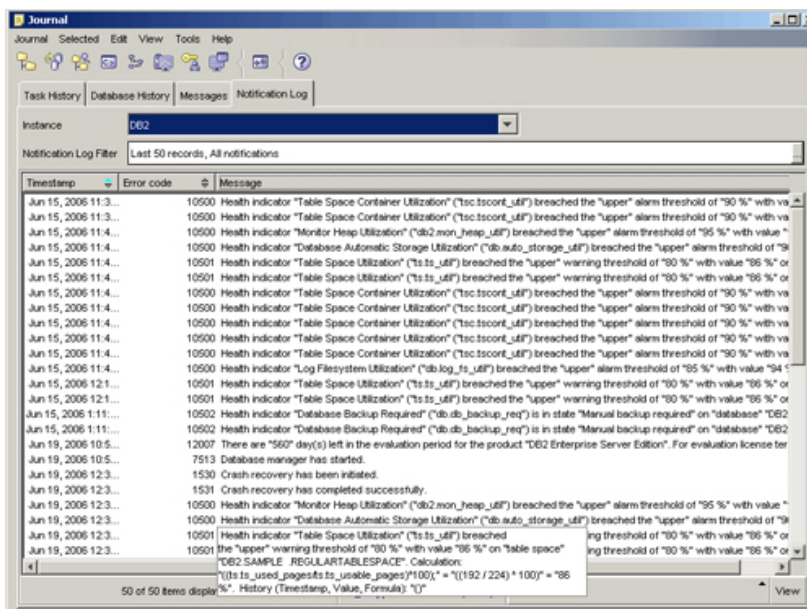 Journal
Journal Selected Edit View Tools Help
Task History Database History Messages Notification Log
Instance DB2
Notification Log Filter Last 50 records, All notifications
Timestamp Error code Message
Jun 15, 2006 11:3... 10500 Health indicator "Table Space Container Utilization" ("tsc.tscont_util") breached the "upper" alarm threshold of "90 %" with va
Jun 15, 2006 11:4... 10500 Health indicator "Monitor Heap Utilization" ("db2.mon_heap_util") breached the "upper" alarm threshold of "95 %" with value "
Jun 15, 2006 11:4... 10500 Health indicator "Database Automatic Storage Utilization" ("db.auto_storage_util") breached the "upper" alarm threshold of "9
Jun 15, 2006 11:4... 10501 Health indicator "Table Space Utilization" ("ts.ts_util") breached the "upper" warning threshold of "80 %" with value "86 %" or
Jun 15, 2006 11:4... 10501 Health indicator "Table Space Utilization" ("ts.ts_util") breached the "upper" warning threshold of "80 %" with value "86 %" or
Jun 15, 2006 11:4... 10500 Health indicator "Table Space Container Utilization" ("tsc.tscont_util") breached the "upper" alarm threshold of "90 %" with va
Jun 15, 2006 11:4... 10500 Health indicator "Table Space Container Utilization" ("tsc.tscont_util") breached the "upper" alarm threshold of "90 %" with va
Jun 15, 2006 11:4... 10500 Health indicator "Table Space Container Utilization" ("tsc.tscont_util") breached the "upper" alarm threshold of "90 %" with va
Jun 15, 2006 11:4... 10500 Health indicator "Table Space Container Utilization" ("tsc.tscont_util") breached the "upper" alarm threshold of "90 %" with va
Jun 15, 2006 11:4... 10500 Health indicator "Table Space Container Utilization" ("tsc.tscont_util") breached the "upper" alarm threshold of "90 %" with va
Jun 15, 2006 11:4... 10500 Health indicator "Log Filesystem Utilization" ("db.log_fs_util") breached the "upper" alarm threshold of "85 %" with value "94 %
Jun 15, 2006 12:1... 10501 Health indicator "Table Space Utilization" ("ts.ts_util") breached the "upper" warning threshold of "80 %" with value "86 %" or
Jun 15, 2006 12:1... 10501 Health indicator "Table Space Utilization" ("ts.ts_util") breached the "upper" warning threshold of "80 %" with value "86 %" or
Jun 15, 2006 1:11:... 10502 Health indicator "Database Backup Required" ("db.db_backup_req") is in state "Manual backup required" on "database" "DB2
Jun 15, 2006 1:11:... 10502 Health indicator "Database Backup Required" ("db.db_backup_req") is in state "Manual backup required" on "database" "DB2
Jun 19, 2006 10:5... 12007 There are "560" day(s) left in the evaluation period for the product "DB2 Enterprise Server Edition". For evaluation license ter
Jun 19, 2006 10:5... 7513 Database manager has started.
Jun 19, 2006 12:3... 1530 Crash recovery has been initiated.
Jun 19, 2006 12:3... 1531 Crash recovery has completed successfully.
Jun 19, 2006 12:3... 10500 Health indicator "Monitor Heap Utilization" ("db2.mon_heap_util") breached the "upper" alarm threshold of "95 %" with value "
Jun 19, 2006 12:3... 10500 Health indicator "Database Automatic Storage Utilization" ("db.auto_storage_util") breached the "upper" alarm threshold of "9
Jun 19, 2006 12:3... 10501 ing threshold of "80 %" with value "86 %" or
Jun 19, 2006 12:3... 10501 ing threshold of "80 %" with value "86 %" or
Health indicator "Table Space Utilization" ("ts.ts_util") breached
the "upper" warning threshold of "80 %" with value "86 %" on "table space"
"DB2.SAMPLE .REGULARTABLESPACE". Calculation:
"((ts.ts_used_pages/ts.ts_usable_pages)*100);" = "((192 / 224) * 100)" = "86
%". History (Timestamp, Value, Formula): "()"
50 of 50 items display View